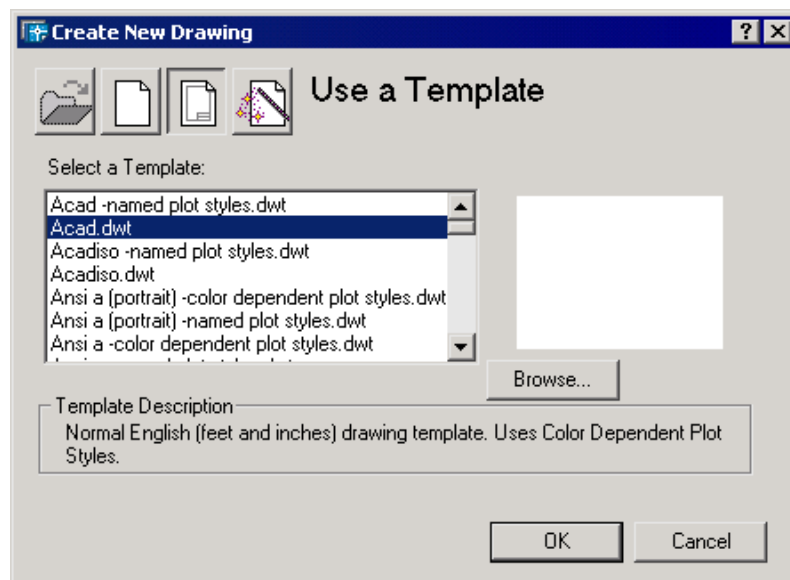 Create New Drawing
Use a Template
Select a Template:
Acad -named plot styles.dwt
Acad.dwt
Acadiso -named plot styles.dwt
Acadiso.dwt
Ansi a (portrait) -color dependent plot styles.dwt
Ansi a (portrait) -named plot styles.dwt
Ansi a -color dependent plot styles.dwt
Browse...
Template Description
Normal English (feet and inches) drawing template. Uses Color Dependent Plot
Styles.
OK
Cancel